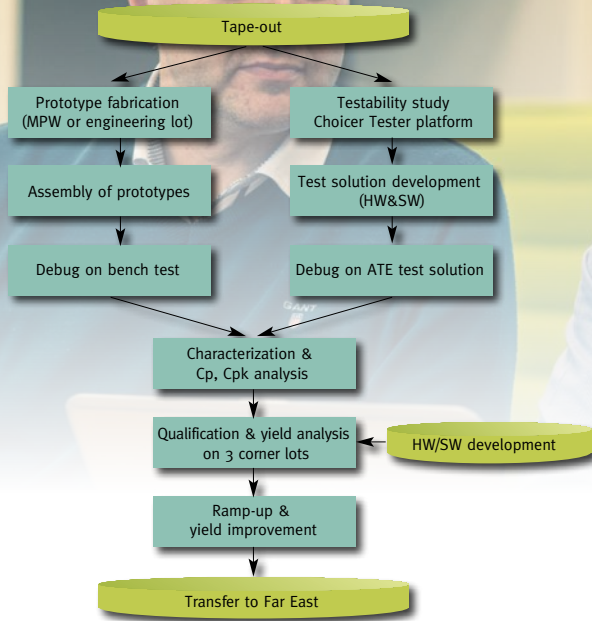 Tape-out
Prototype fabrication
(MPW or engineering lot)
Testability study
Choicer Tester platform
Assembly of prototypes
Test solution development
(HW&SW)
Debug on bench test
Debug on ATE test solution
GANT
Characterization &
Cp, Cpk analysis
Qualification & yield analysis
on 3 corner lots
HW/SW development
Ramp-up &
yield improvement
Transfer to Far East